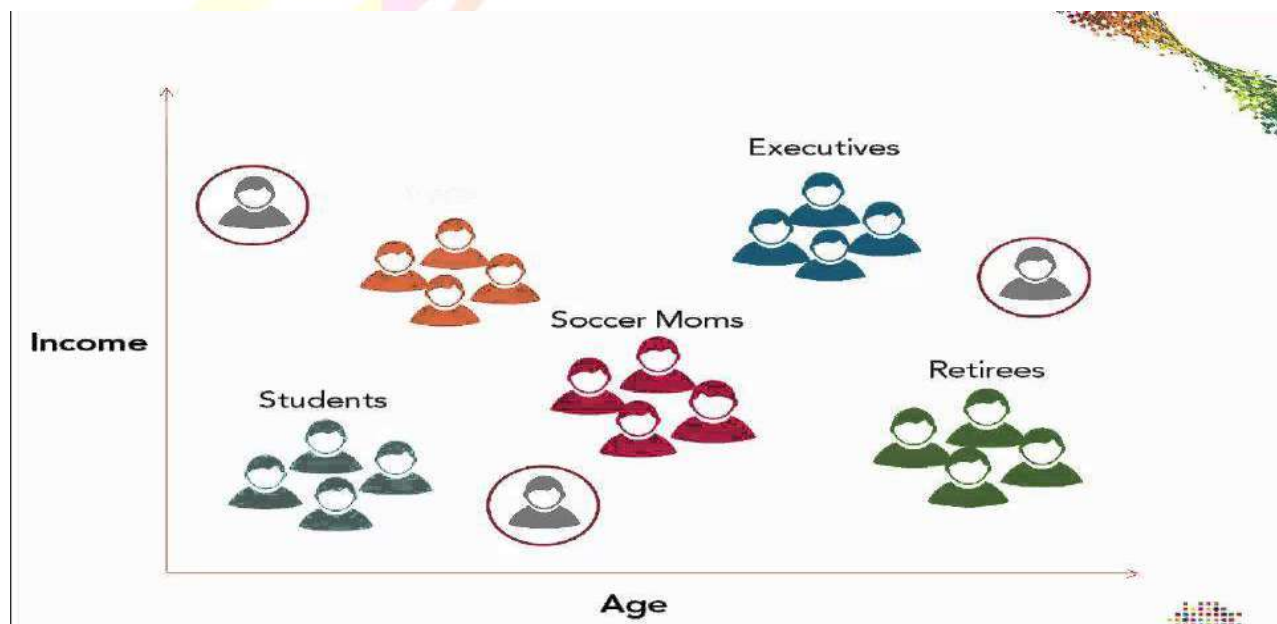 Executives
Soccer Moms
Income
Retirees
Students
Age